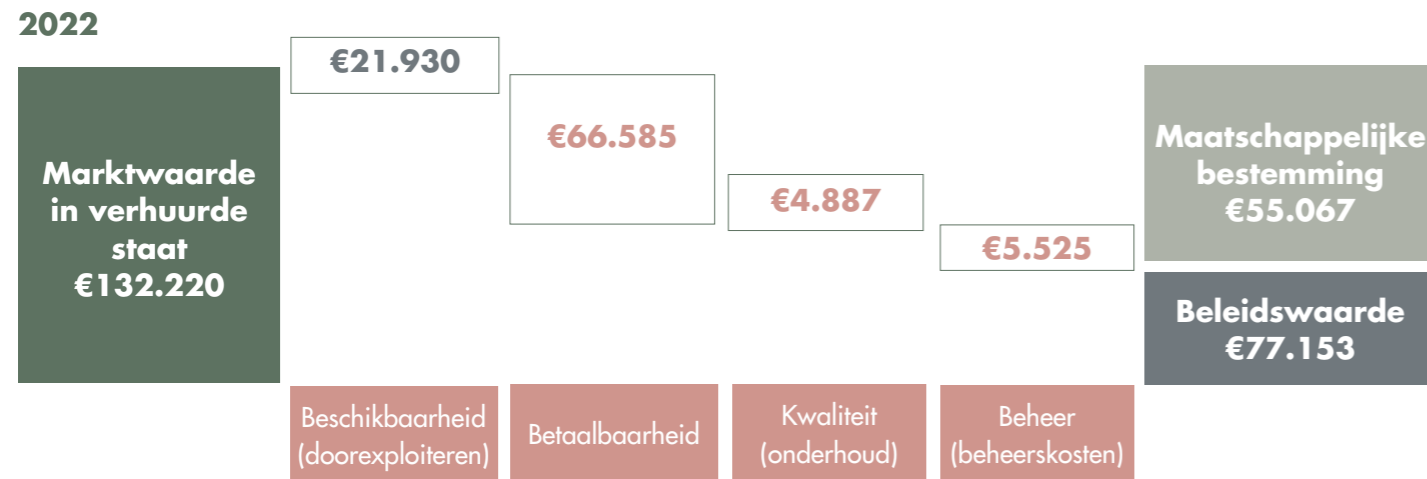 2022
Marktwaarde
in verhuurde
staat
€132.220
€21.930
€66.585
€4.887
€5.525
Maatschappelijke
bestemming
€55.067
Beleidswaarde
€77.153
Beschikbaarheid
(doorexploiteren)
Betaalbaarheid
Kwaliteit
(onderhoud)
Beheer
(beheerskosten)